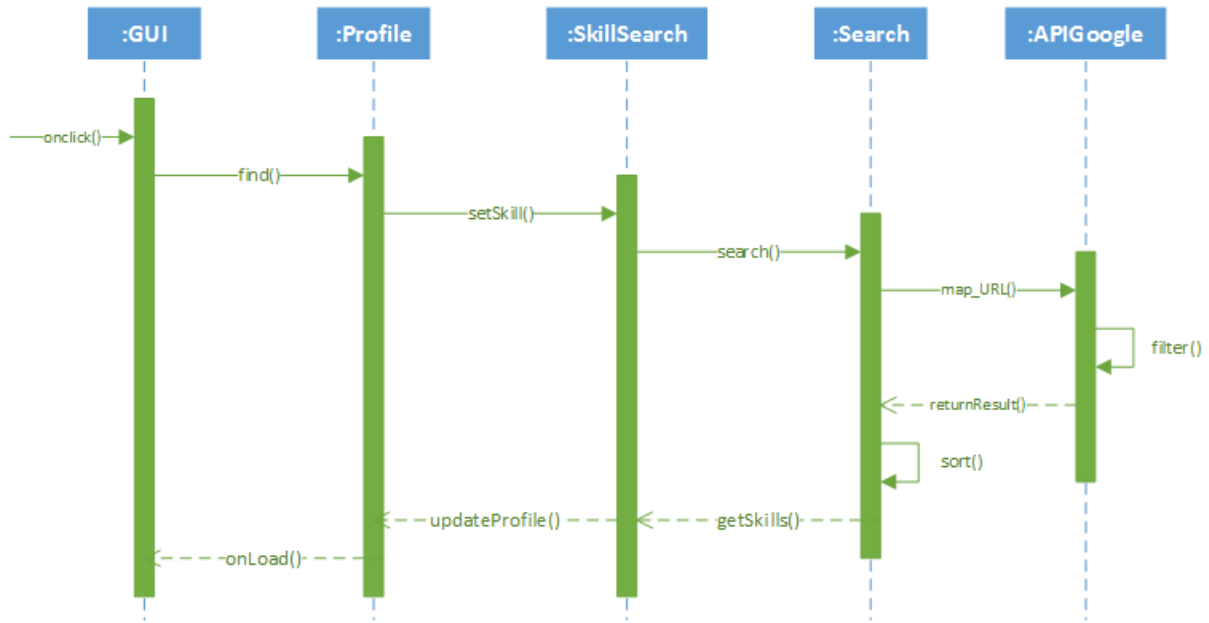 :GUI
:Profile
:SkillSearch
:Search
:APIGoogle
onclick()
find()
setSkill()
search()
map_URL()
filter()
returnResult()
sort()
updateProfile()
getSkills()
onLoad()